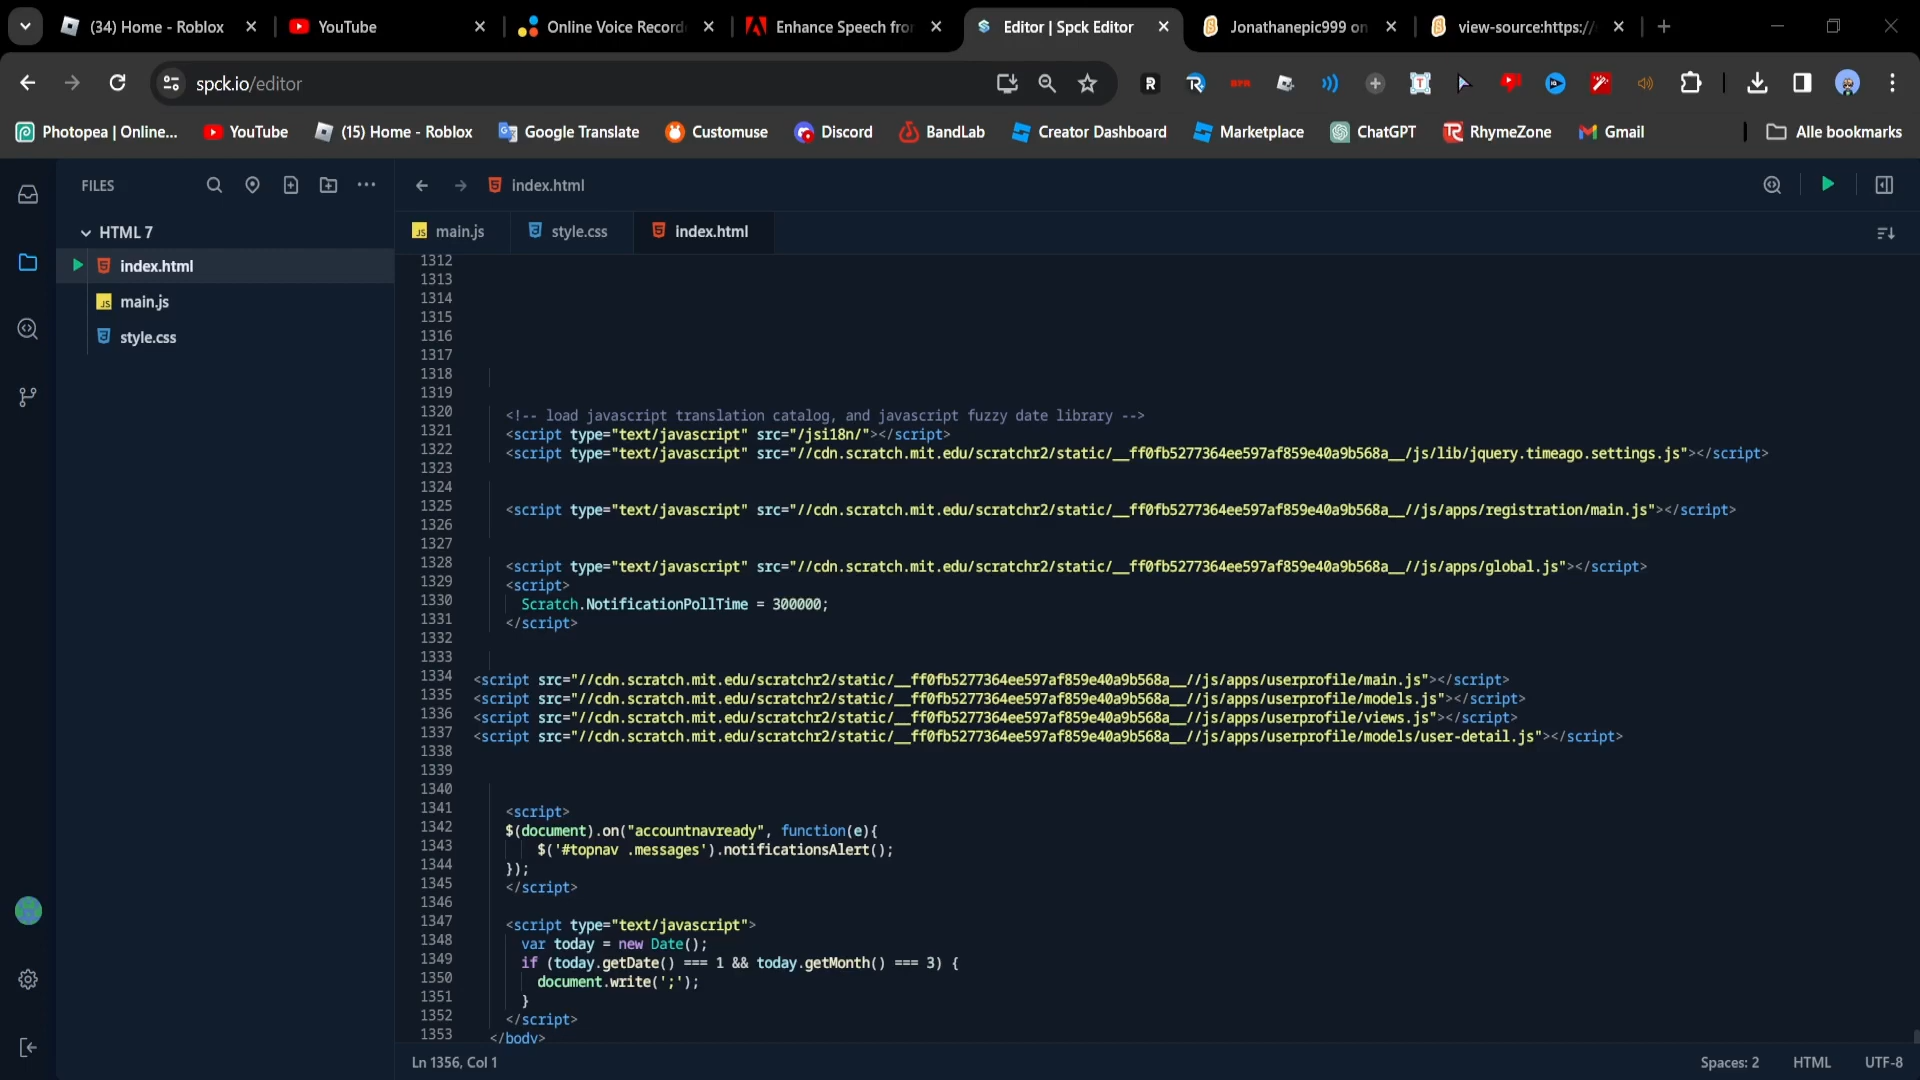 (34) Home - Roblox
YouTube
Online Voice Record
Enhance Speech fro
Editor | Spck Editor
Jonathanepic999 on
view-source:https://
spck.io/editor
Photopea | Online...
YouTube
(15) Home - Roblox
Google Translate
Customuse
Discord
BandLab
Creator Dashboard
Marketplace
ChatGPT
RhymeZone
Gmail
Alle bookmarks
FILES
index.html
HTML 7
index.html
main.js
style.css
main.js
style.css
index.html
1312
1313
1314
1315
1316
1317
1318
1319
1320 <!-- load javascript translation catalog, and javascript fuzzy date library -->
1321 <script type="text/javascript" src="/jsi18n/"></script>
1322 <script type="text/javascript" src="//cdn.scratch.mit.edu/scratchr2/static/__ff0fb5277364ee597af859e40a9b568a__/js/lib/jquery.timeago.settings.js"></script>
1323
1324
1325 <script type="text/javascript" src="//cdn.scratch.mit.edu/scratchr2/static/__ff0fb5277364ee597af859e40a9b568a__//js/apps/registration/main.js"></script>
1326
1327
1328 <script type="text/javascript" src="//cdn.scratch.mit.edu/scratchr2/static/__ff0fb5277364ee597af859e40a9b568a__//js/apps/global.js"></script>
1329 <script>
1330 Scratch.NotificationPollTime = 300000;
1331 </script>
1332
1333
1334 <script src="//cdn.scratch.mit.edu/scratchr2/static/__ff0fb5277364ee597af859e40a9b568a__//js/apps/userprofile/main.js"></script>
1335 <script src="//cdn.scratch.mit.edu/scratchr2/static/__ff0fb5277364ee597af859e40a9b568a__//js/apps/userprofile/models.js"></script>
1336 <script src="//cdn.scratch.mit.edu/scratchr2/static/__ff0fb5277364ee597af859e40a9b568a__//js/apps/userprofile/views.js"></script>
1337 <script src="//cdn.scratch.mit.edu/scratchr2/static/__ff0fb5277364ee597af859e40a9b568a__//js/apps/userprofile/models/user-detail.js"></script>
1338
1339
1340
1341 <script>
1342 $(document).on("accountnavready", function(e){
1343 $('#topnav .messages').notificationsAlert();
1344 });
1345 </script>
1346
1347 <script type="text/javascript">
1348 var today = new Date();
1349 if (today.getDate() === 1 && today.getMonth() === 3) {
1350 document.write(';');
1351 }
1352 </script>
1353 </body>
Ln 1356, Col 1
Spaces: 2
HTML
UTF-8